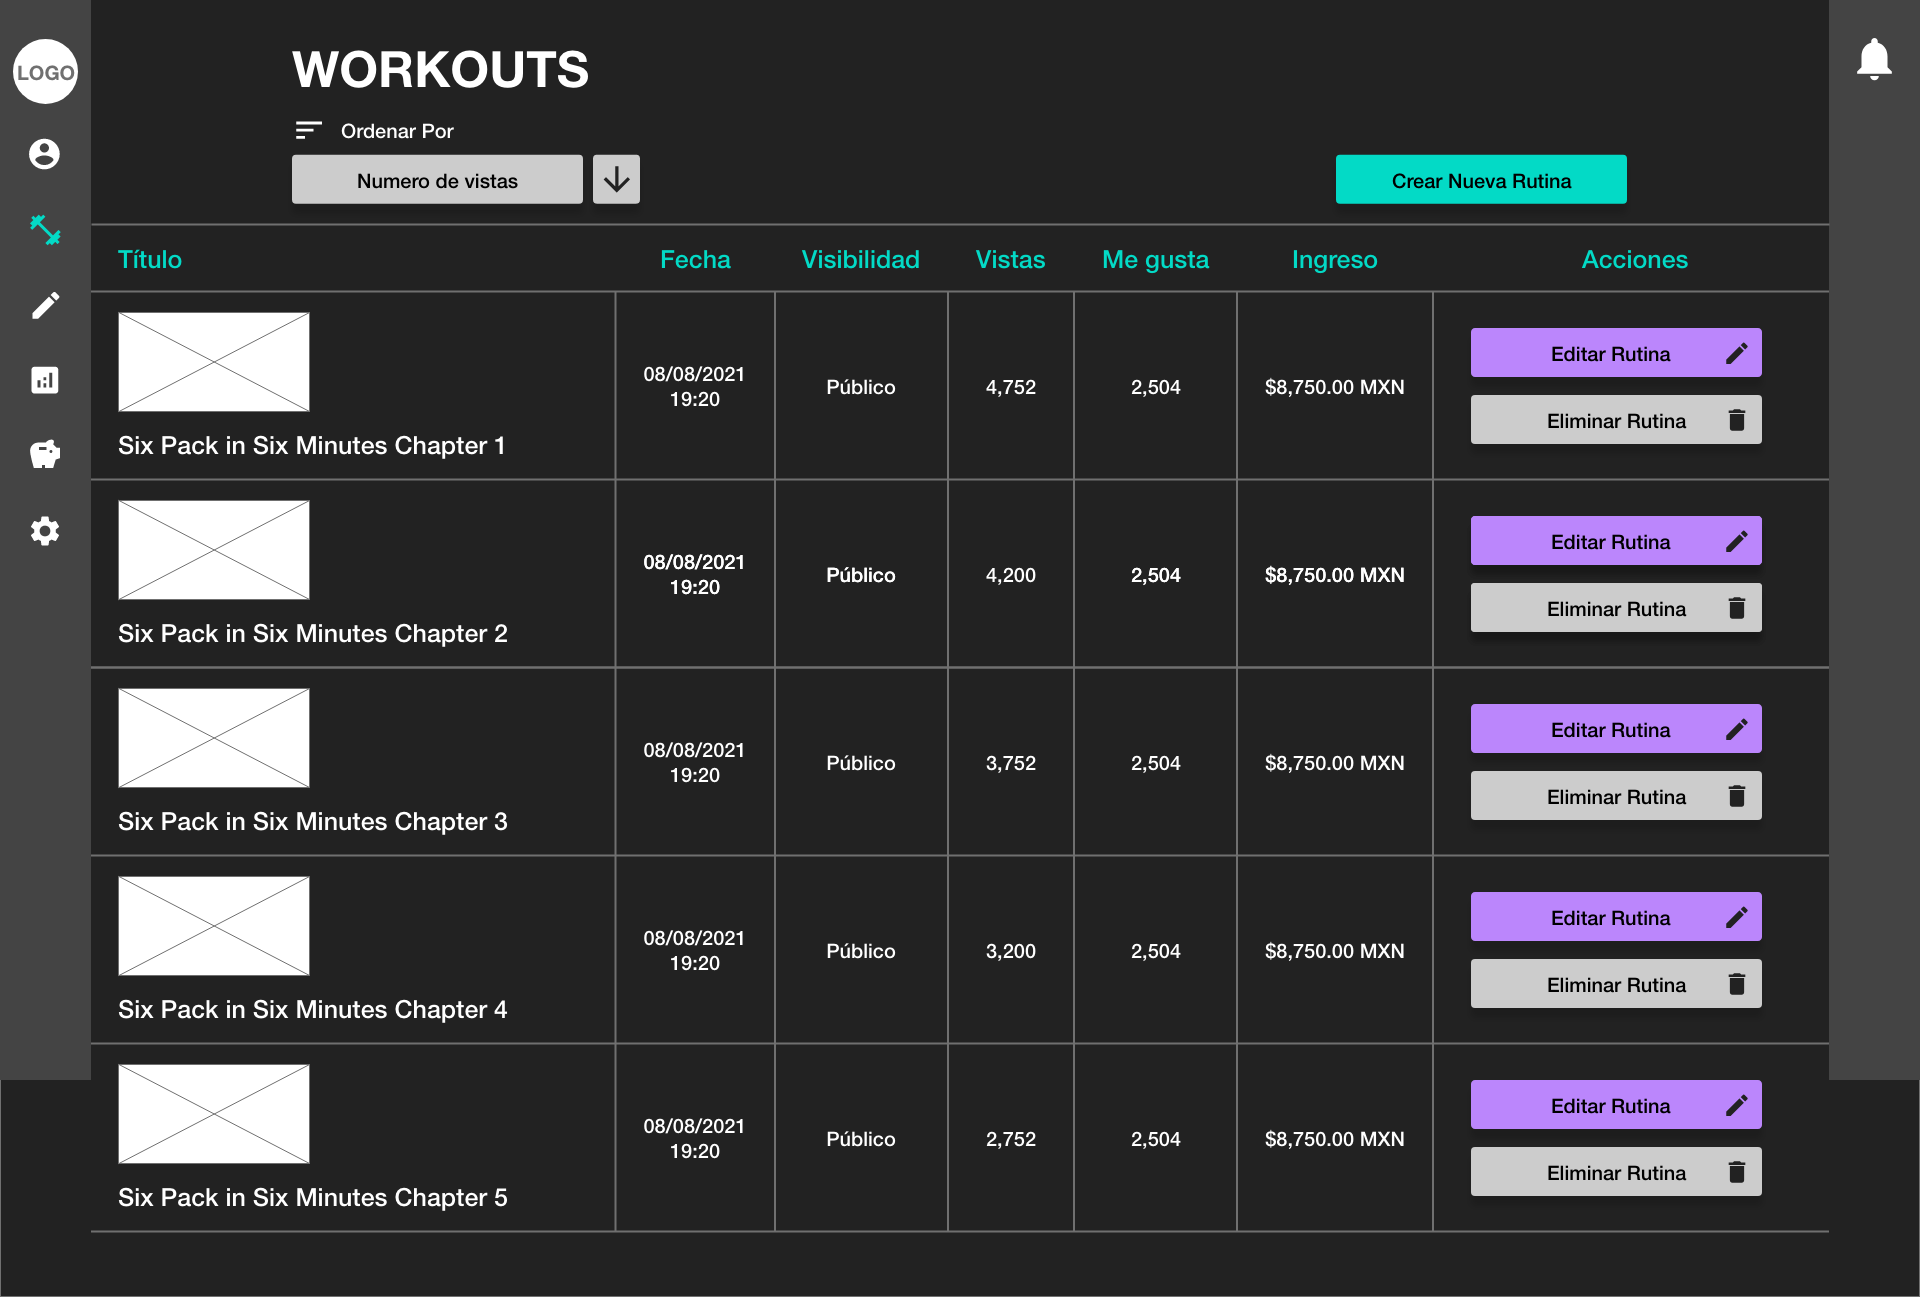 LOGO
WORKOUTS
Ordenar Por
Numero de vistas
Crear Nueva Rutina
Título Fecha Visibilidad Vistas Me gusta Ingreso Acciones
08/08/2021
19:20
Público
4,752
2,504
$8,750.00 MXN
Editar Rutina
Eliminar Rutina
Six Pack in Six Minutes Chapter 1
08/08/2021
19:20
Público
4,200
2,504
$8,750.00 MXN
Editar Rutina
Eliminar Rutina
Six Pack in Six Minutes Chapter 2
08/08/2021
19:20
Público
3,752
2,504
$8,750.00 MXN
Editar Rutina
Eliminar Rutina
Six Pack in Six Minutes Chapter 3
08/08/2021
19:20
Público
3,200
2,504
$8,750.00 MXN
Editar Rutina
Eliminar Rutina
Six Pack in Six Minutes Chapter 4
08/08/2021
19:20
Público
2,752
2,504
$8,750.00 MXN
Editar Rutina
Eliminar Rutina
Six Pack in Six Minutes Chapter 5